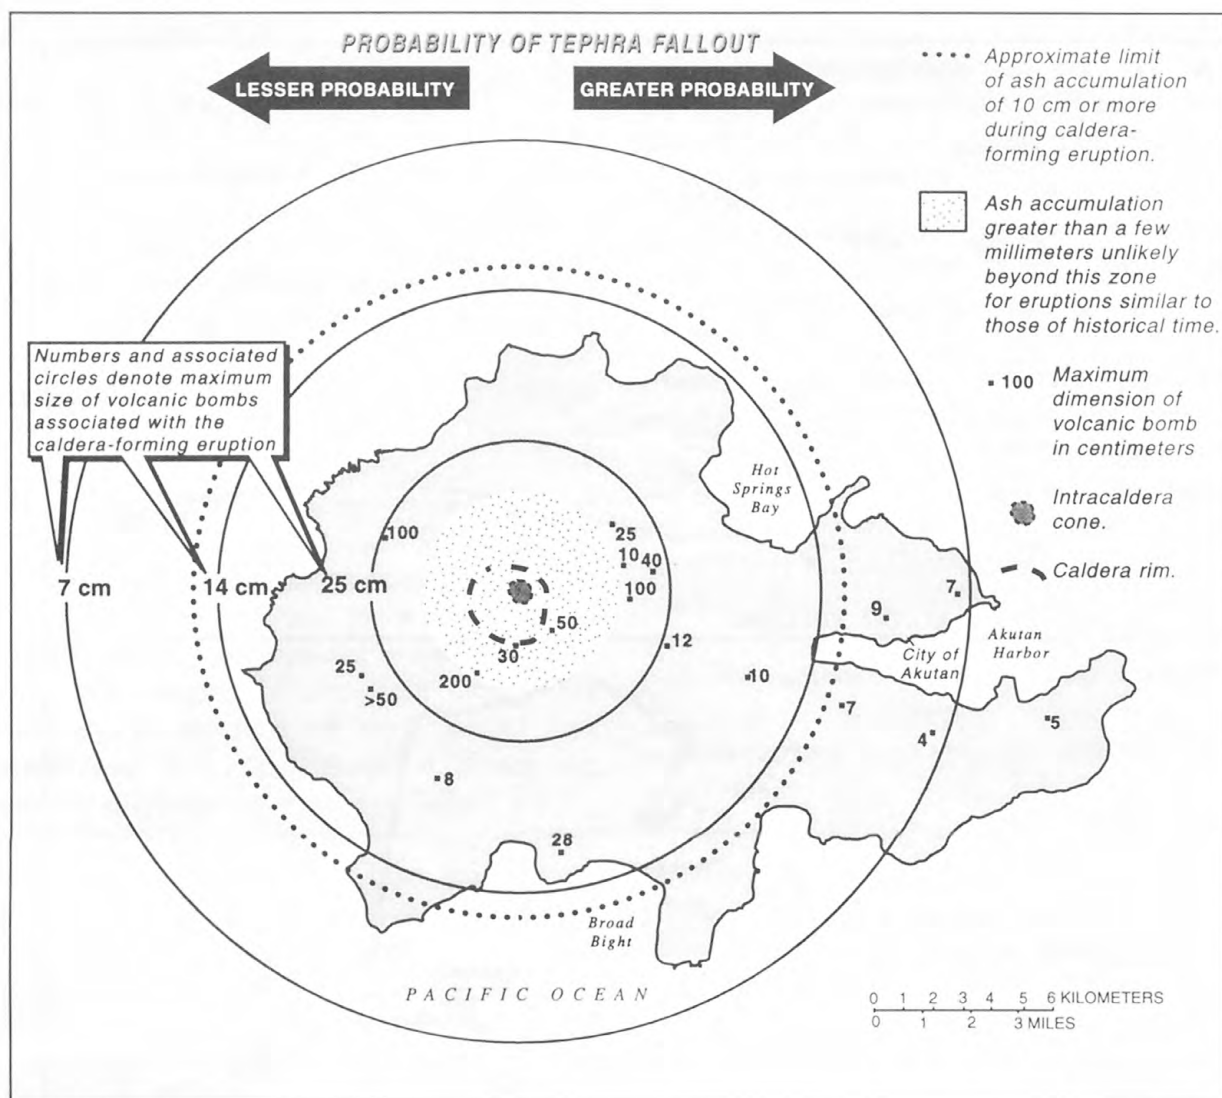 PROBABILITY OF TEPHRA FALLOUT
LESSER PROBABILITY
GREATER PROBABILITY
Approximate limit
of ash accumulation
of 10 cm or more
during caldera-
forming eruption.
Ash accumulation
greater than a few
millimeters unlikely
beyond this zone
for eruptions similar to
those of historical time.
100 Maximum
dimension of
volcanic bomb
in centimeters
Intracaldera
cone.
Caldera rim.
Numbers and associated
circles denote maximum
size of volcanic bombs
associated with the
caldera-forming eruption
7 cm
14 cm
25 cm
Hot
Springs
Bay
100
25
10
40
100
50
30
12
200
25
>50
10
9
7
City of
Akutan
Akutan
Harbor
7
4
5
8
28
Broad
Bight
PACIFIC OCEAN
0 1 2 3 4 5 6 KILOMETERS
0 1 2 3 MILES